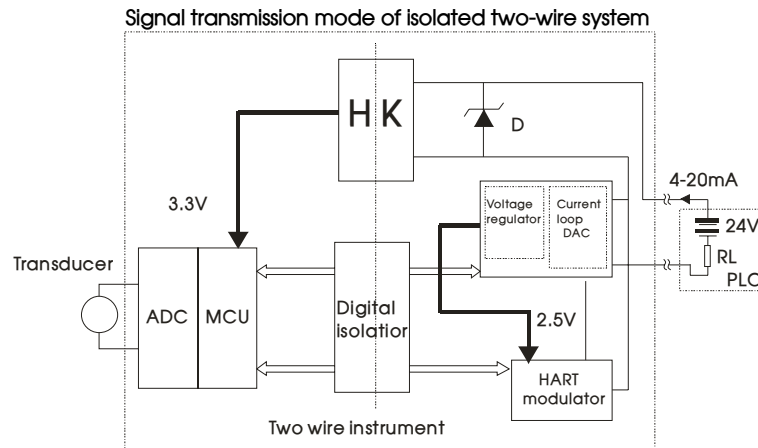 Signal transmission mode of isolated two-wire system
H K
D
3.3V
4-20mA
Voltage
regulator
Current
loop
DAC
24V
RL
PLC
Transducer
ADC
MCU
Digital
isolatior
2.5V
HART
modulator
Two wire instrument